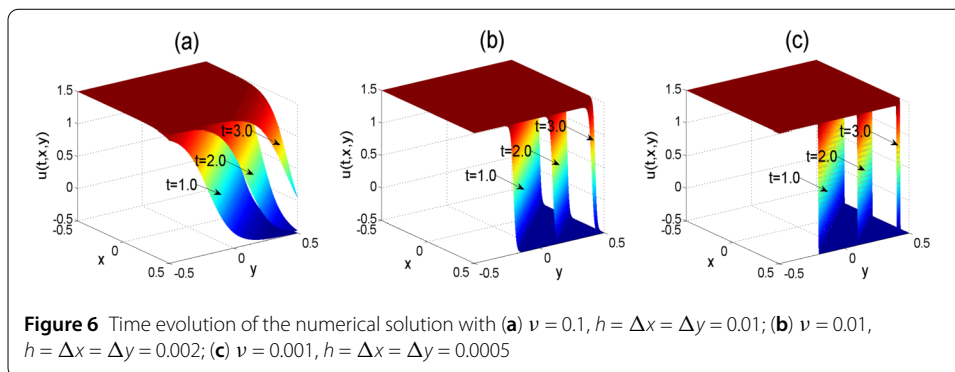 (a)
(b)
(c)
u(t,x,y)
1.5
1
0.5
0
-0.5
-0.5
0
0.5
x
-0.5
0
0.5
y
t=1.0
t=2.0
t=3.0
u(t,x,y)
1.5
1
0.5
0
-0.5
-0.5
0
0.5
x
-0.5
0
0.5
y
t=1.0
t=2.0
t=3.0
u(t,x,y)
1.5
1
0.5
0
-0.5
-0.5
0
0.5
x
-0.5
0
0.5
y
t=1.0
t=2.0
t=3.0
Figure 6 Time evolution of the numerical solution with (a) ν = 0.1, h = Δx = Δy = 0.01; (b) ν = 0.01,
h = Δx = Δy = 0.002; (c) ν = 0.001, h = Δx = Δy = 0.0005